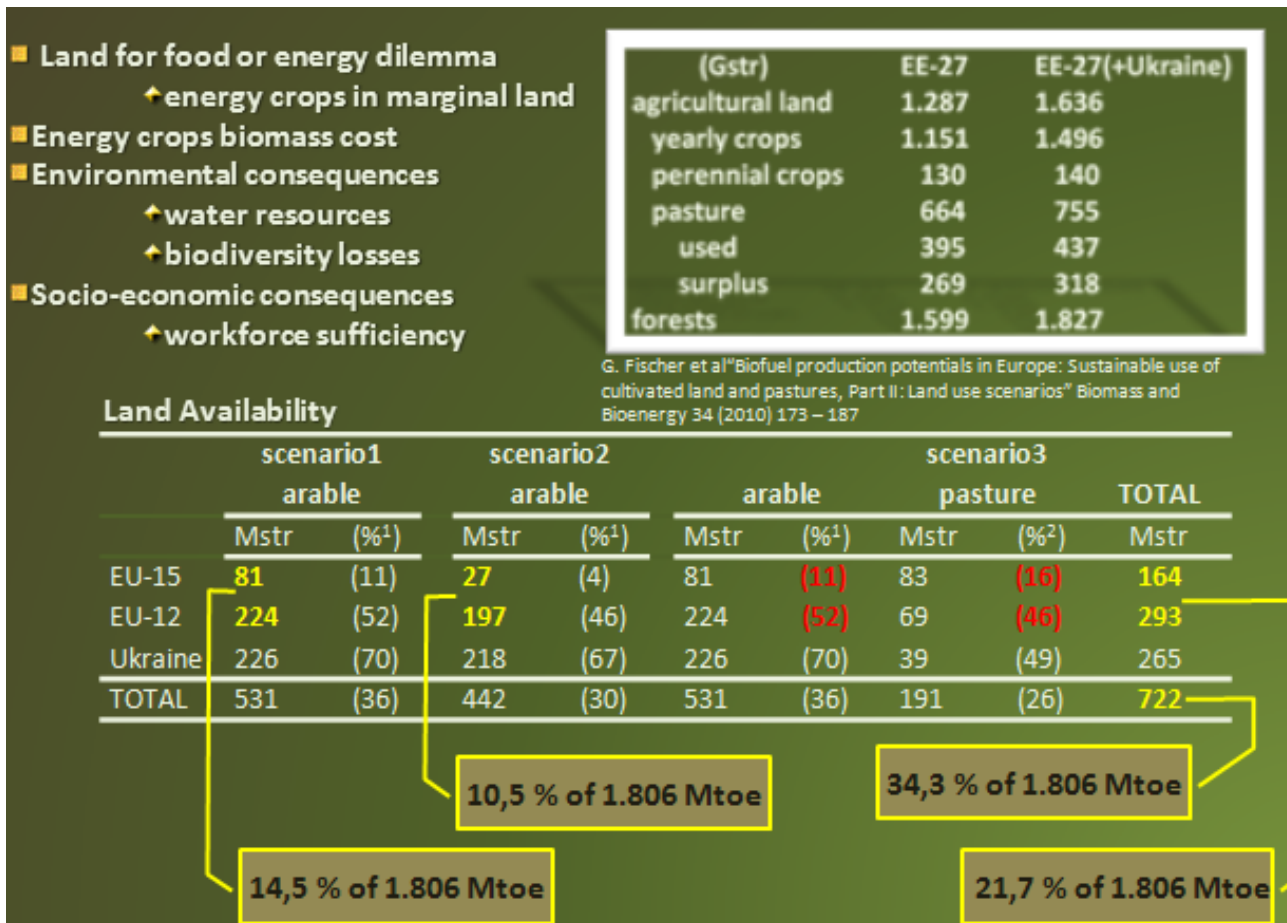 Land for food or energy dilemma
energy crops in marginal land
Energy crops biomass cost
Environmental consequences
water resources
biodiversity losses
Socio-economic consequences
workforce sufficiency
(Gstr) EE-27 EE-27(+Ukraine)
agricultural land 1.287 1.636
yearly crops 1.151 1.496
perennial crops 130 140
pasture 664 755
used 395 437
surplus 269 318
forests 1.599 1.827
G. Fischer et al"Biofuel production potentials in Europe: Sustainable use of
cultivated land and pastures, Part II: Land use scenarios" Biomass and
Bioenergy 34 (2010) 173 – 187
Land Availability
scenario1 scenario2 scenario3
arable arable arable pasture TOTAL
Mstr (%¹) Mstr (%¹) Mstr (%¹) Mstr (%²) Mstr
EU-15 81 (11) 27 (4) 81 (11) 83 (16) 164
EU-12 224 (52) 197 (46) 224 (52) 69 (46) 293
Ukraine 226 (70) 218 (67) 226 (70) 39 (49) 265
TOTAL 531 (36) 442 (30) 531 (36) 191 (26) 722
10,5 % of 1.806 Mtoe
34,3 % of 1.806 Mtoe
14,5 % of 1.806 Mtoe
21,7 % of 1.806 Mtoe